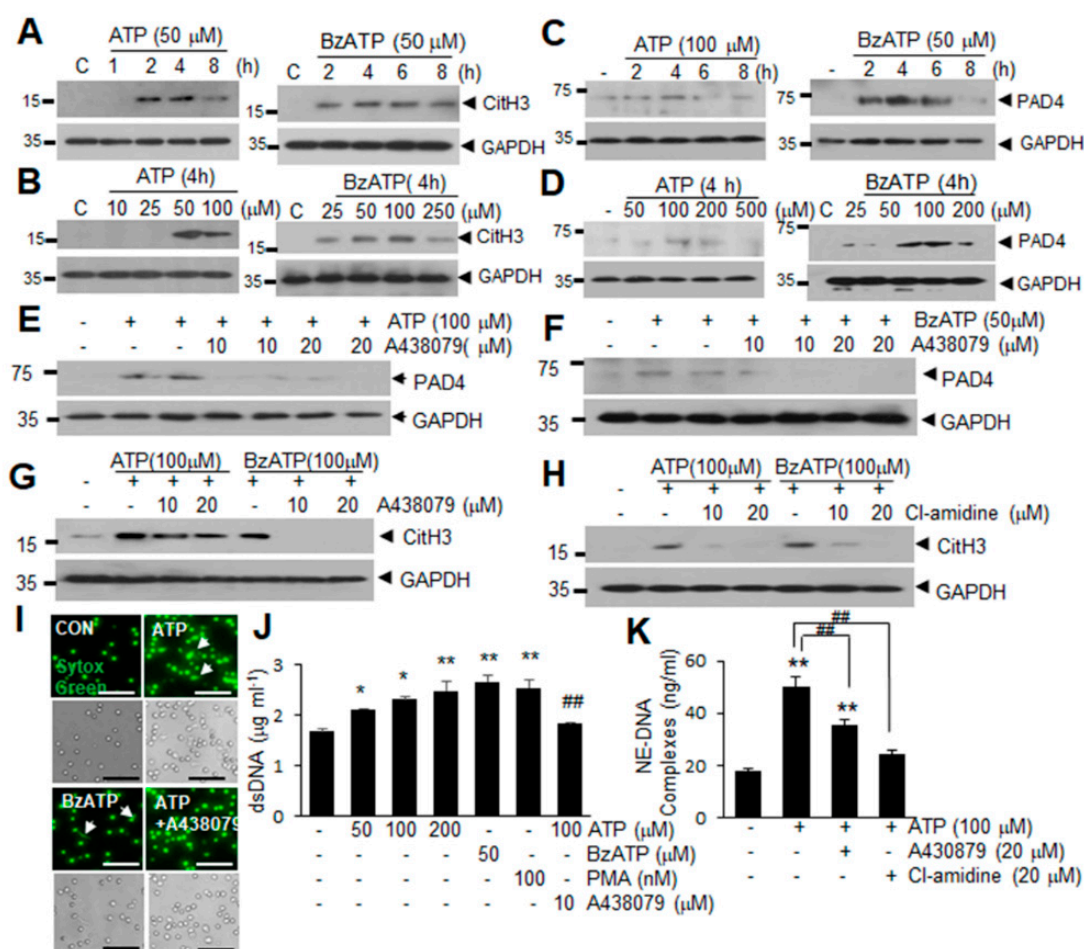 A
ATP (50 μM)
C 1 2 4 8 (h)
15
35
BzATP (50 μM)
C 2 4 6 8 (h)
15
35
CitH3
GAPDH
C
ATP (100 μM)
- 2 4 6 8 (h)
75
35
BzATP (50 μM)
- 2 4 6 8 (h)
75
35
PAD4
GAPDH
B
ATP (4h)
C 10 25 50 100 (μM)
15
35
BzATP( 4h)
C 25 50 100 250 (μM)
15
35
CitH3
GAPDH
D
ATP (4 h)
- 50 100 200 500 (μM)
75
35
BzATP (4h)
C 25 50 100 200 (μM)
75
35
PAD4
GAPDH
E
- + + + + + + ATP (100 μM)
- - - 10 10 20 20 A438079( μM)
75
PAD4
35
GAPDH
F
- + + + + + + BzATP (50μM)
- - - 10 10 20 20 A438079 (μM)
75
PAD4
35
GAPDH
G
ATP(100μM) BzATP(100μM)
- + + + + + +
- - 10 20 - 10 20 A438079 (μM)
15
CitH3
35
GAPDH
H
ATP(100μM) BzATP(100μM)
- + + + + + +
- - 10 20 - 10 20 Cl-amidine (μM)
15
CitH3
35
GAPDH
I
CON
Sytox
Green
ATP
BzATP
ATP
+A438079
J
dsDNA (μg ml-1)
3
2
1
0
* * ** ** ** ##
- 50 100 200 - - 100 ATP (μM)
- - - - 50 - - BzATP (μM)
- - - - - 100 - PMA (nM)
- - - - - - 10 A438079 (μM)
K
NE-DNA
Complexes (ng/ml)
60
40
20
0
##
##
** **
- + + + ATP (100 μM)
- - + - A430879 (20 μM)
- - - + Cl-amidine (20 μM)